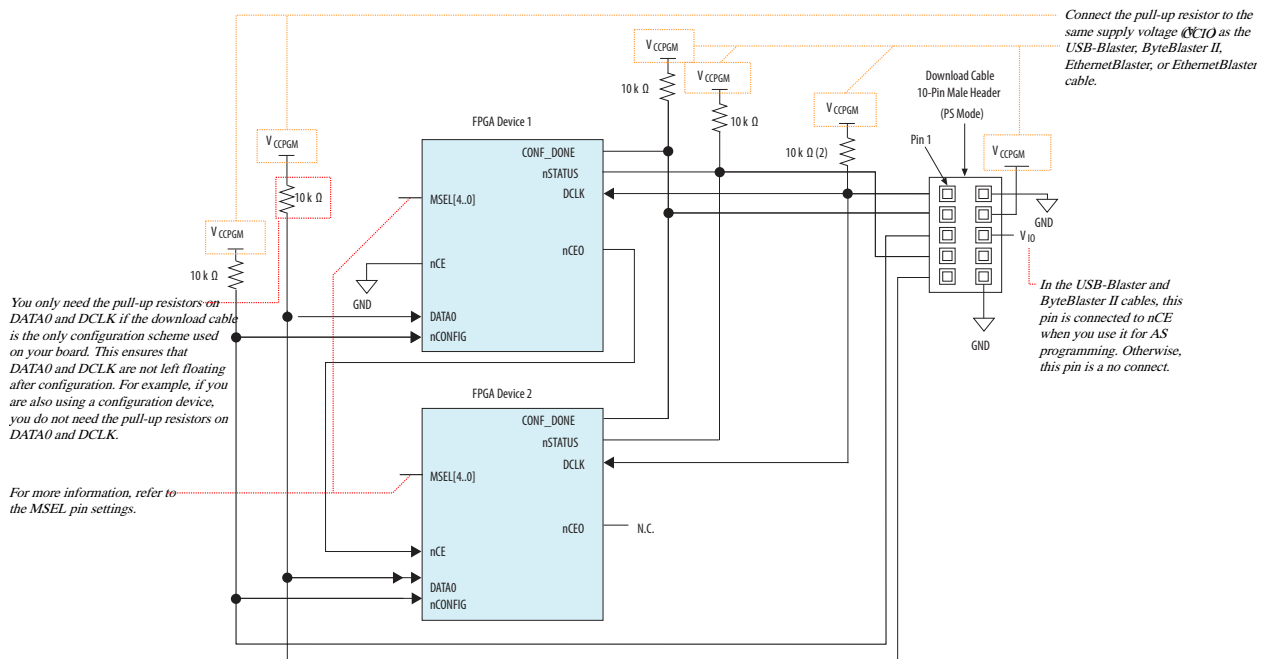 Connect the pull-up resistor to the
same supply voltage (VCCIO) as the
USB-Blaster, ByteBlaster II,
EthernetBlaster, or EthernetBlaster
cable.
V CCPGM
10 k Ω
V CCPGM
10 k Ω
V CCPGM
10 k Ω (2)
Download Cable
10-Pin Male Header
(PS Mode)
Pin 1
V CCPGM
GND
V IO
GND
In the USB-Blaster and
ByteBlaster II cables, this
pin is connected to nCE
when you use it for AS
programming. Otherwise,
this pin is a no connect.
V CCPGM
10 k Ω
V CCPGM
10 k Ω
You only need the pull-up resistors on
DATA0 and DCLK if the download cable
is the only configuration scheme used
on your board. This ensures that
DATA0 and DCLK are not left floating
after configuration. For example, if you
are also using a configuration device,
you do not need the pull-up resistors on
DATA0 and DCLK.
For more information, refer to
the MSEL pin settings.
FPGA Device 1
CONF_DONE
nSTATUS
DCLK
MSEL[4..0]
nCEO
nCE
GND
DATA0
nCONFIG
FPGA Device 2
CONF_DONE
nSTATUS
DCLK
MSEL[4..0]
nCEO
N.C.
nCE
DATA0
nCONFIG